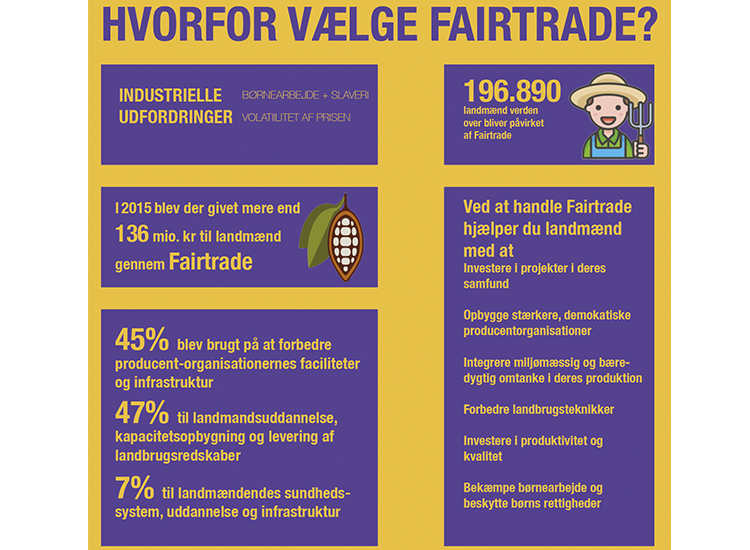 HVORFOR VÆLGE FAIRTRADE?
INDUSTRIELLE
UDFORDRINGER
BØRNEARBEJDE + SLAVERI
VOLATILITET AF PRISEN
196.890
landmænd verden
over bliver påvirket
af Fairtrade
I 2015 blev der givet mere end
136 mio. kr til landmænd
gennem Fairtrade
45% blev brugt på at forbedre
producent-organisationernes faciliteter
og infrastruktur
47% til landmandsuddannelse,
kapacitetsopbygning og levering af
landbrugsredskaber
7% til landmændendes sundheds-
system, uddannelse og infrastruktur
Ved at handle Fairtrade
hjælper du landmænd
med at
Investere i projekter i deres
samfund
Opbygge stærkere, demokatiske
producentorganisationer
Integrere miljømæssig og bære-
dygtig omtanke i deres produktion
Forbedre landbrugsteknikker
Investere i produktivitet og
kvalitet
Bekæmpe børnearbejde og
beskytte børns rettigheder